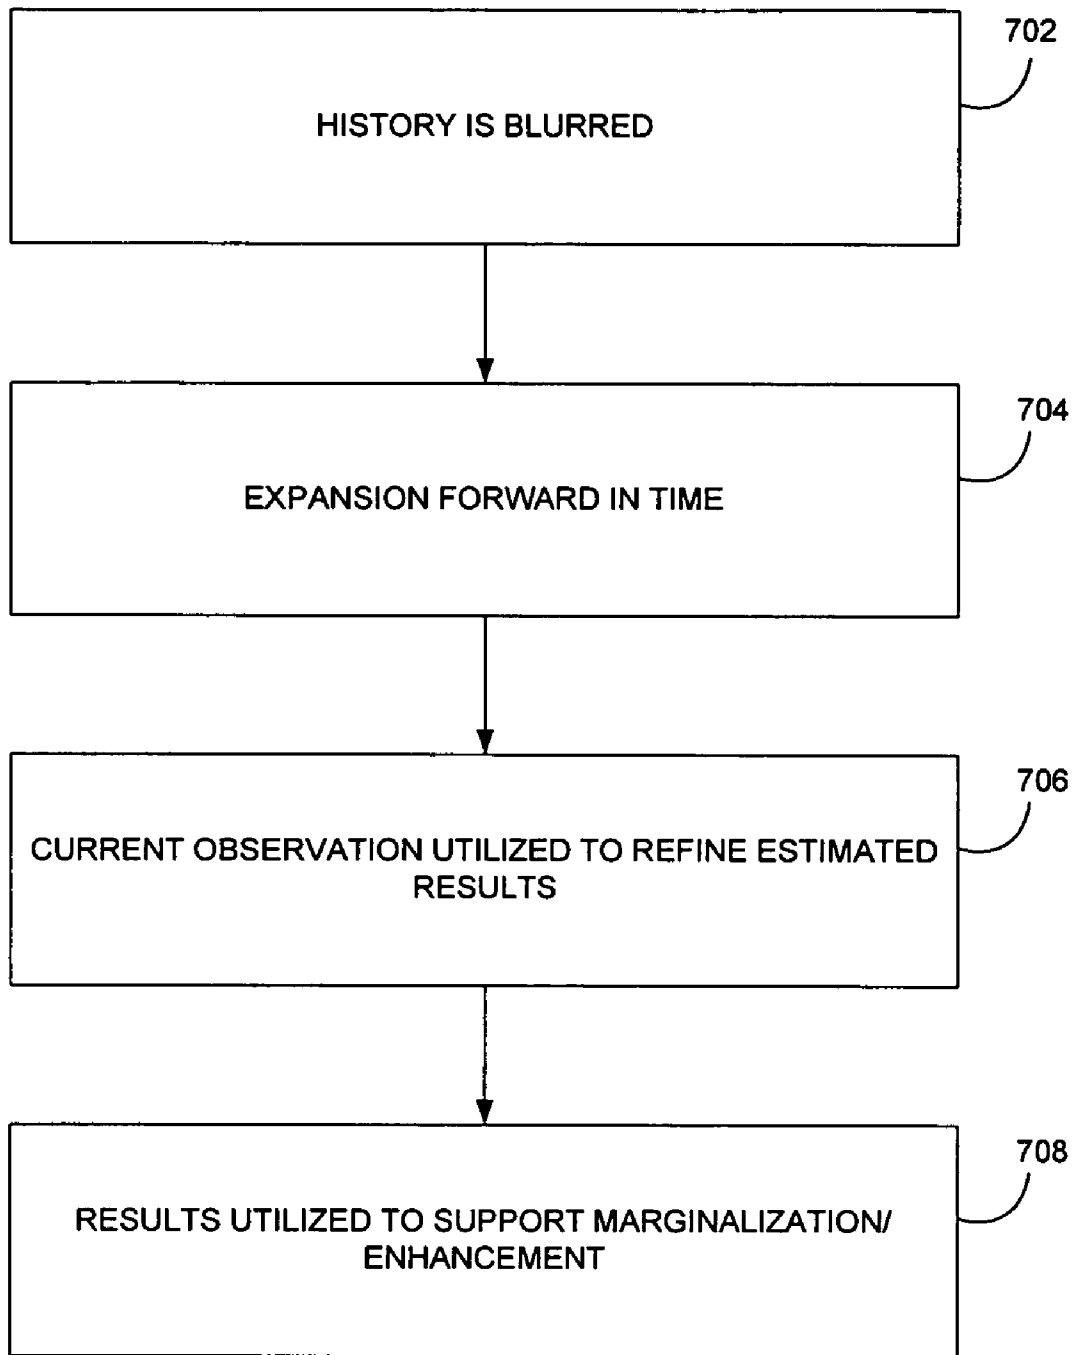 702
HISTORY IS BLURRED
704
EXPANSION FORWARD IN TIME
706
CURRENT OBSERVATION UTILIZED TO REFINE ESTIMATED
RESULTS
708
RESULTS UTILIZED TO SUPPORT MARGINALIZATION/
ENHANCEMENT